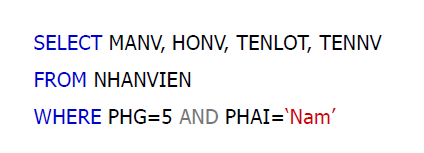 SELECT MANV, HONV, TENLOT, TENNV
FROM NHANVIEN
WHERE PHG=5 AND PHAI=‘Nam’